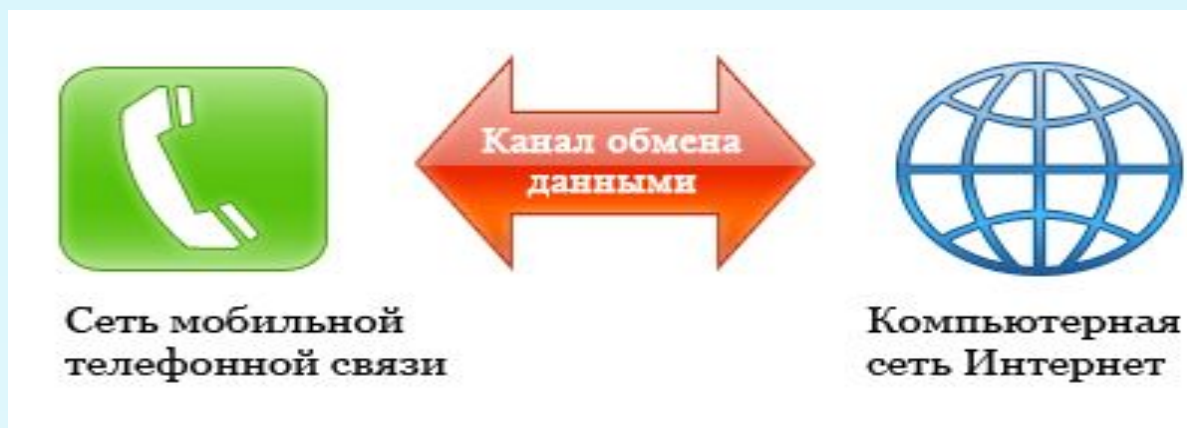 Канал обмена
данными
Сеть мобильной
телефонной связи
Компьютерная
сеть Интернет